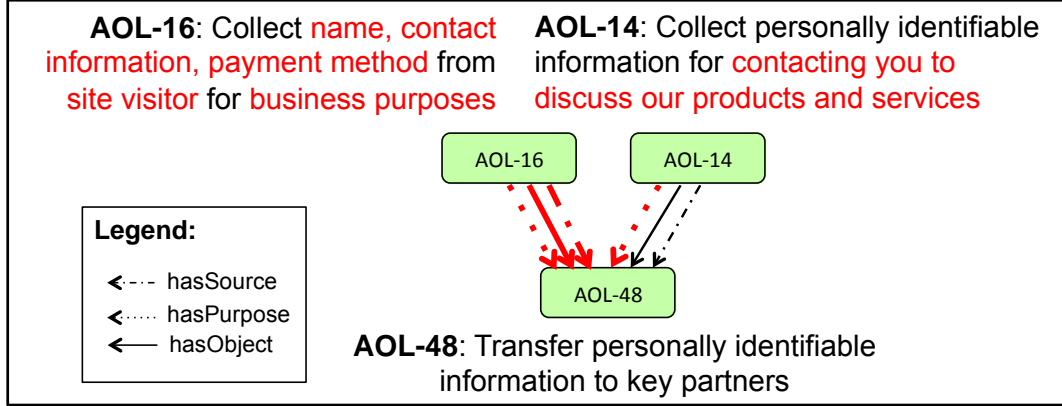 AOL-16: Collect name, contact
information, payment method from
site visitor for business purposes
AOL-14: Collect personally identifiable
information for contacting you to
discuss our products and services
AOL-16
AOL-14
Legend:
hasSource
hasPurpose
hasObject
AOL-48
AOL-48: Transfer personally identifiable
information to key partners